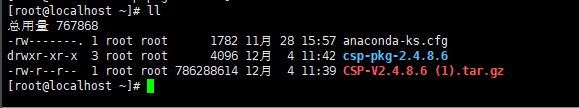 [root@localhost ~]# ll
总用量 767868
-rw-------. 1 root root      1782 11月 28 15:57 anaconda-ks.cfg
drwxr-xr-x  3 root root      4096 12月  4 11:42 csp-pkg-2.4.8.6
-rw-r--r--  1 root root 786288614 12月  4 11:39 CSP-V2.4.8.6 (1).tar.gz
[root@localhost ~]#